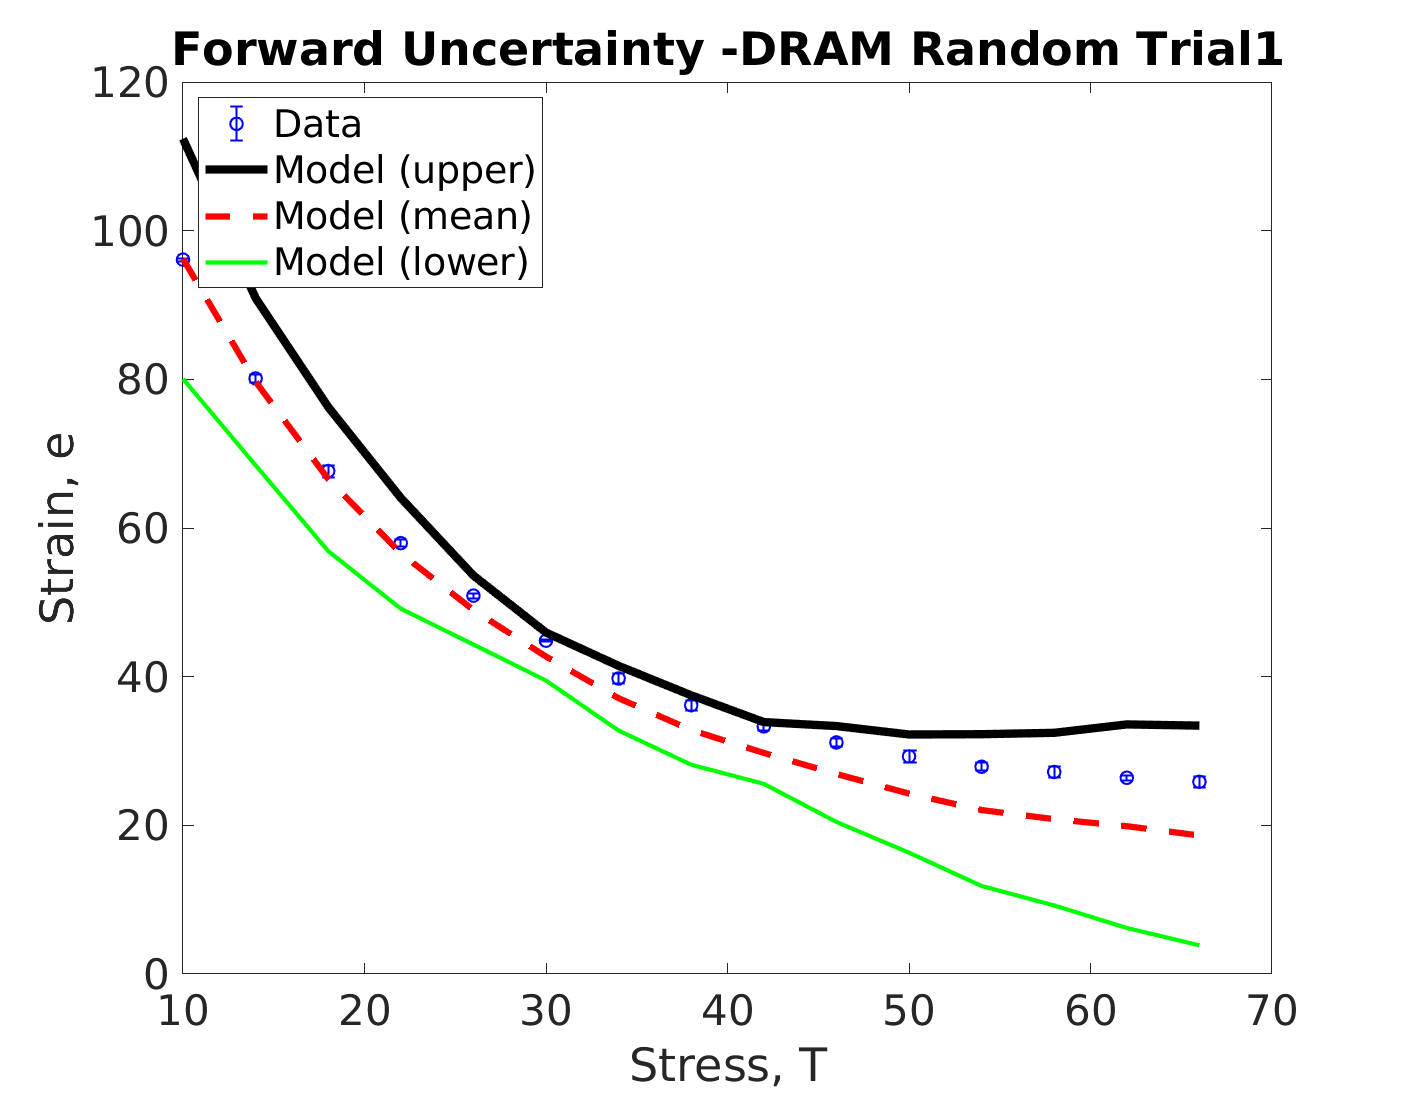 Forward Uncertainty -DRAM Random Trial1
120
100
80
60
40
20
0
Strain, e
Data
Model (upper)
Model (mean)
Model (lower)
10 20 30 40 50 60 70
Stress, T